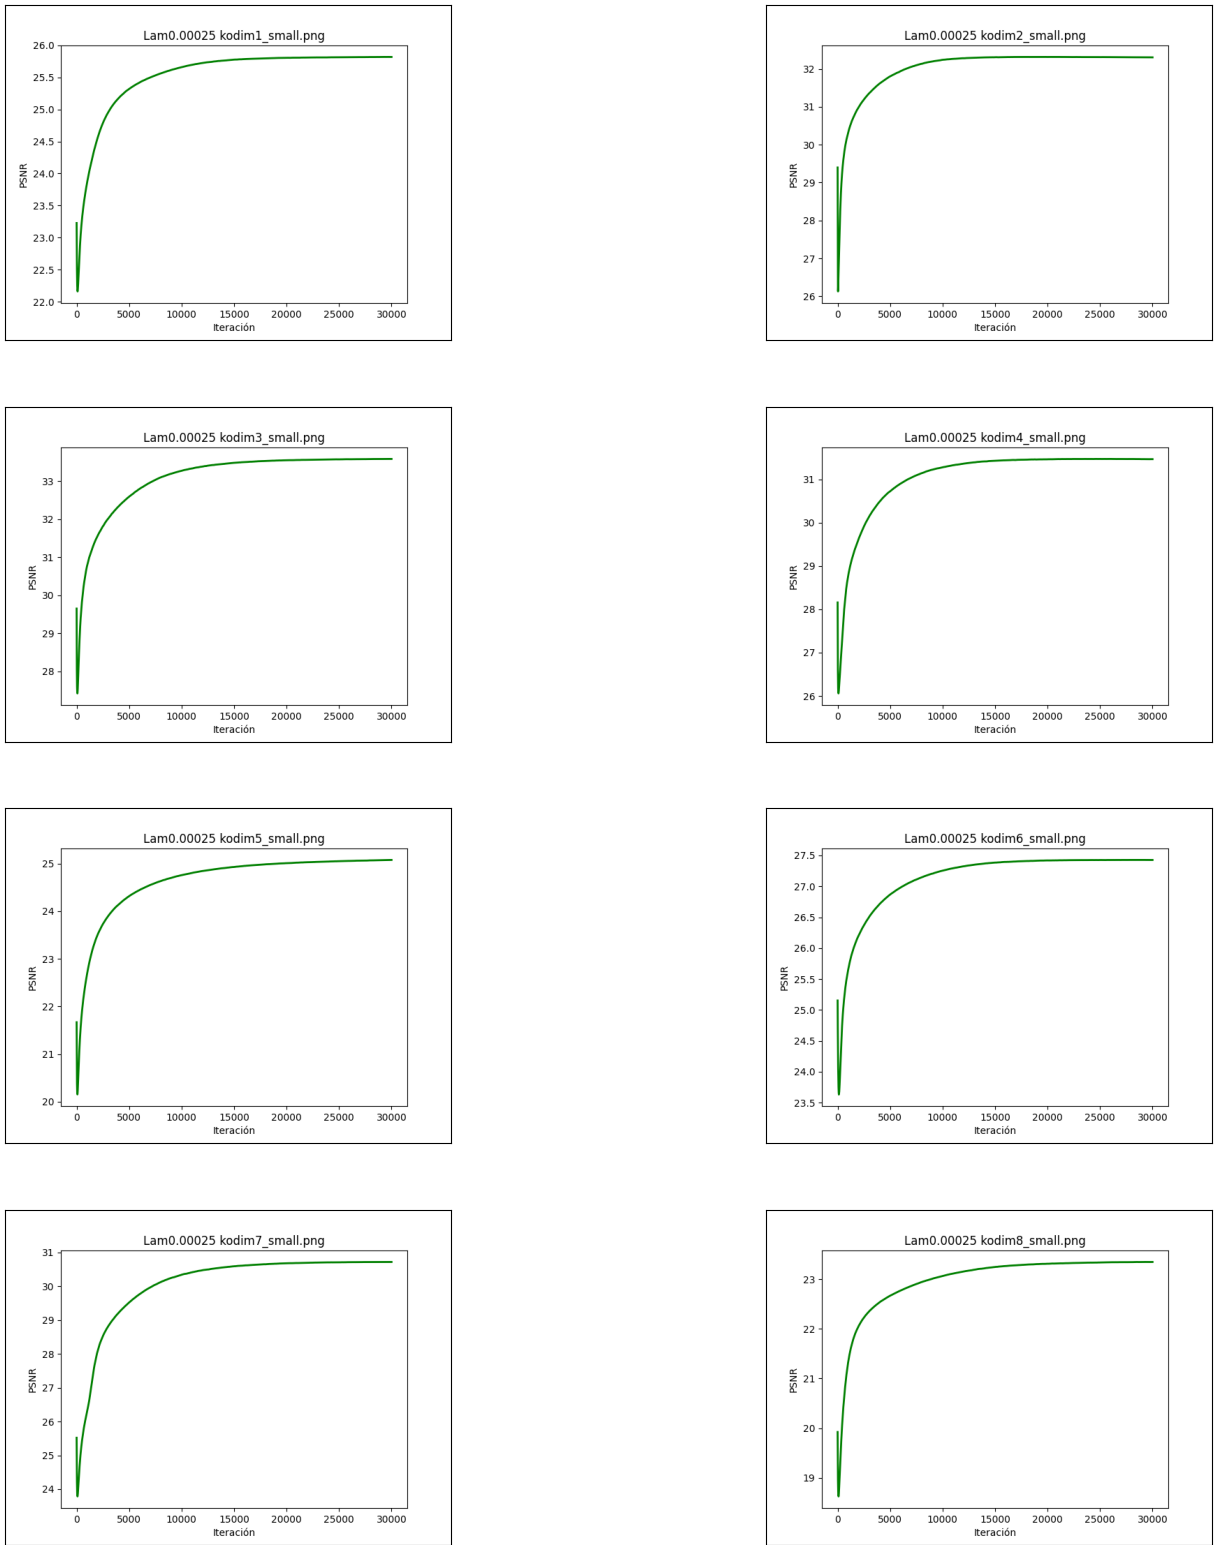 Lam0.00025 kodim1_small.png
26.0
25.5
25.0
24.5
24.0
23.5
23.0
22.5
22.0
PSNR
0 5000 10000 15000 20000 25000 30000
Iteración
Lam0.00025 kodim2_small.png
32
31
30
29
28
27
26
PSNR
0 5000 10000 15000 20000 25000 30000
Iteración
Lam0.00025 kodim3_small.png
33
32
31
30
29
28
PSNR
0 5000 10000 15000 20000 25000 30000
Iteración
Lam0.00025 kodim4_small.png
31
30
29
28
27
26
PSNR
0 5000 10000 15000 20000 25000 30000
Iteración
Lam0.00025 kodim5_small.png
25
24
23
22
21
20
PSNR
0 5000 10000 15000 20000 25000 30000
Iteración
Lam0.00025 kodim6_small.png
27.5
27.0
26.5
26.0
25.5
25.0
24.5
24.0
23.5
PSNR
0 5000 10000 15000 20000 25000 30000
Iteración
Lam0.00025 kodim7_small.png
31
30
29
28
27
26
25
24
PSNR
0 5000 10000 15000 20000 25000 30000
Iteración
Lam0.00025 kodim8_small.png
23
22
21
20
19
PSNR
0 5000 10000 15000 20000 25000 30000
Iteración